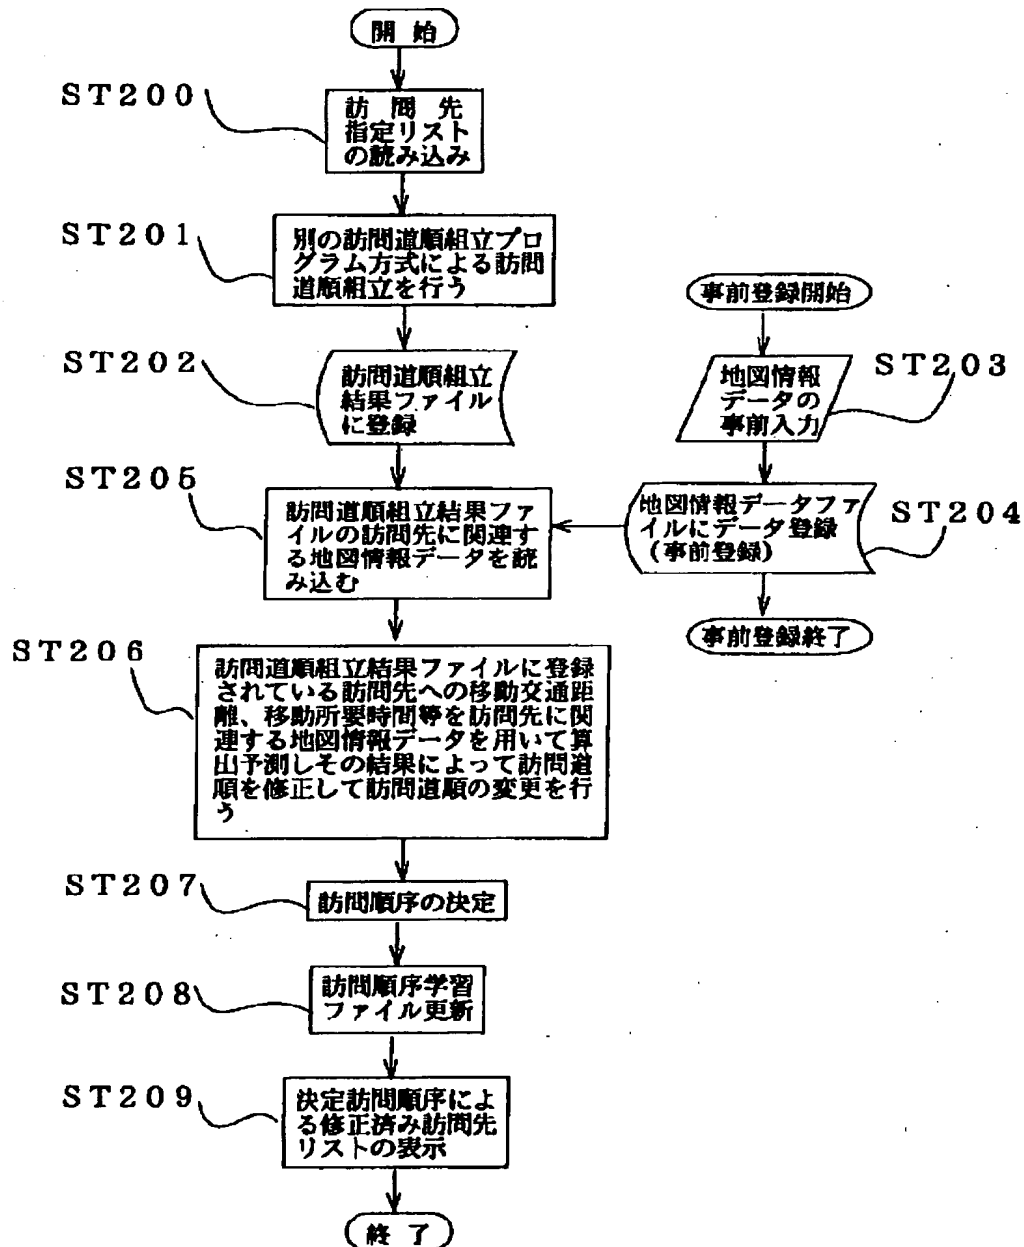 開 始
ST200
訪 問 先
指定リスト
の読み込み
ST201
別の訪問道順組立プロ
グラム方式による訪問
道順組立を行う
ST202
訪問道順組立
結果ファイル
に登録
事前登録開始
ST203
地図情報
データの
事前入力
ST204
地図情報データファ
イルにデータ登録
(事前登録)
事前登録終了
ST205
訪問道順組立結果ファ
イルの訪問先に関連す
る地図情報データを読
み込む
ST206
訪問道順組立結果ファイルに登録
されている訪問先への移動交通距
離、移動所要時間等を訪問先に関
連する地図情報データを用いて算
出予測しその結果によって訪問道
順を修正して訪問道順の変更を行
う
ST207
訪問順序の決定
ST208
訪問順序学習
ファイル更新
ST209
決定訪問順序によ
る修正済み訪問先
リストの表示
終 了